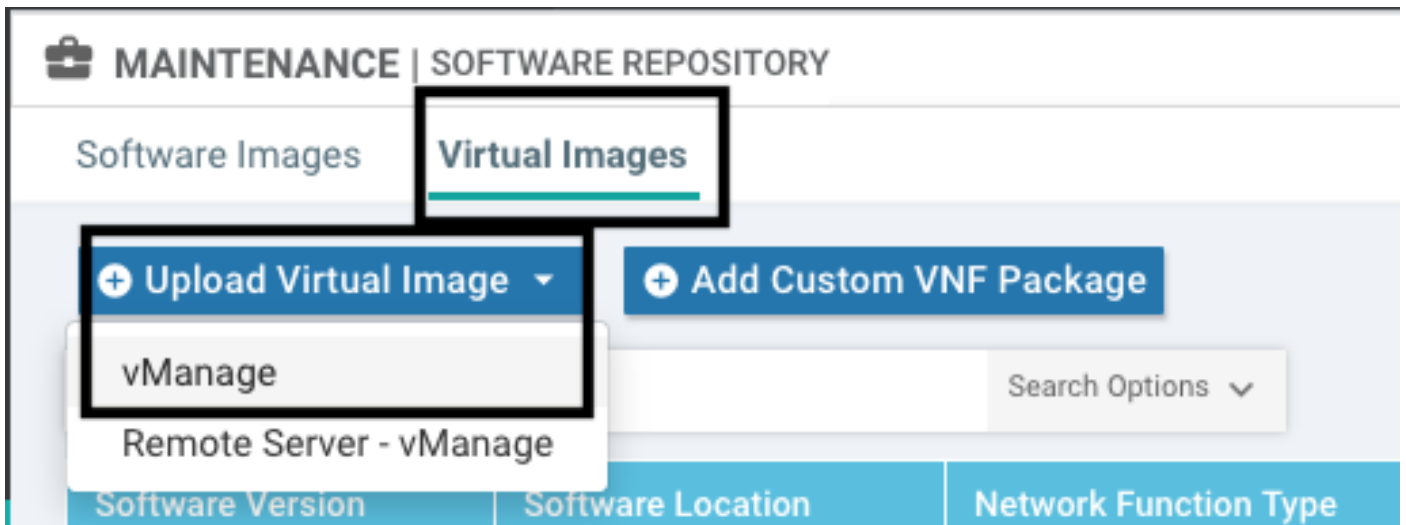 MAINTENANCE | SOFTWARE REPOSITORY
Software Images Virtual Images
Upload Virtual Image Add Custom VNF Package
vManage
Search Options
Remote Server - vManage
Software Version Software Location Network Function Type